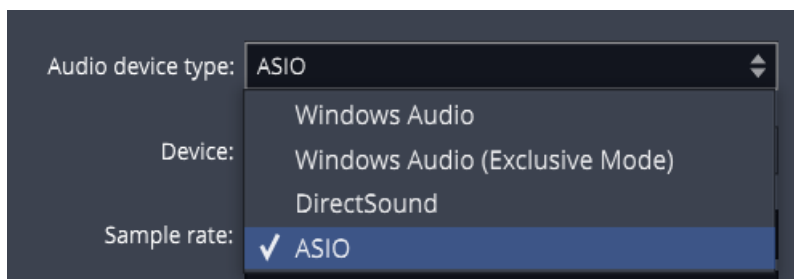 Audio device type: ASIO
Windows Audio
Device: Windows Audio (Exclusive Mode)
DirectSound
Sample rate: ✓ ASIO